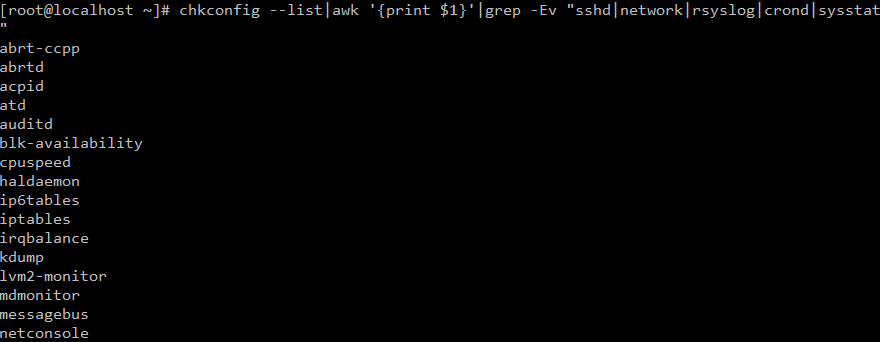 [root@localhost ~]# chkconfig --list|awk '{print $1}'|grep -Ev "sshd|network|rsyslog|crond|sysstat
"
abrt-ccpp
abrtd
acpid
atd
auditd
blk-availability
cpuspeed
haldaemon
ip6tables
iptables
irqbalance
kdump
lvm2-monitor
mdmonitor
messagebus
netconsole